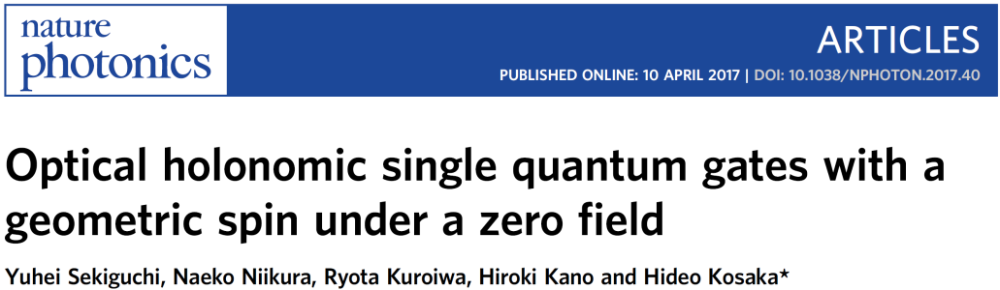 nature
photonics
ARTICLES
PUBLISHED ONLINE: 10 APRIL 2017 | DOI: 10.1038/NPHOTON.2017.40
Optical holonomic single quantum gates with a
geometric spin under a zero field
Yuhei Sekiguchi, Naeko Niikura, Ryota Kuroiwa, Hiroki Kano and Hideo Kosaka*